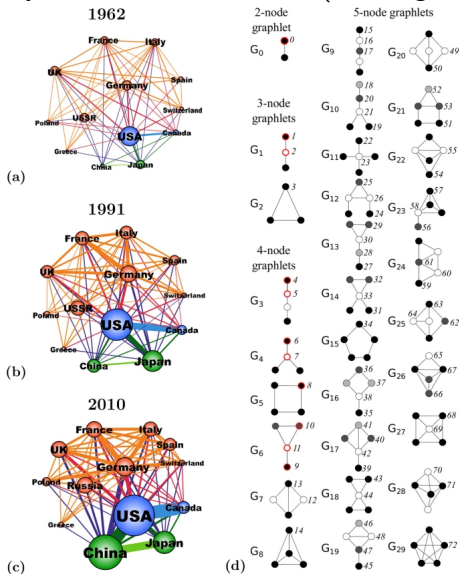 1962
France
Italy
UK
Germany
Spain
Switzerland
Poland
USSR
USA
Canada
Greece
China
Japan
(a)
1991
France
Italy
UK
Germany
Spain
Switzerland
Poland
USSR
USA
Canada
Greece
China
Japan
(b)
2010
France
Italy
UK
Germany
Spain
Switzerland
Poland
Russia
USA
Canada
Greece
China
Japan
(c)
2-node
graphlet
G0
0
3-node
graphlets
G1
1
2
G2
3
4-node
graphlets
G3
4
5
G4
6
7
G5
8
G6
10
11
9
G7
13
12
G8
14
(d)
5-node graphlets
G9
15
16
17
G10
18
20
21
19
G11
22
23
G12
25
26
24
G13
29
30
28
27
G14
32
33
31
G15
34
G16
36
37
38
35
G17
41
40
42
39
G18
43
44
G19
46
48
47
45
G20
49
50
G21
52
53
51
G22
55
54
G23
57
58
56
G24
61
60
59
G25
63
64
62
G26
65
67
66
G27
68
69
G28
70
71
G29
72